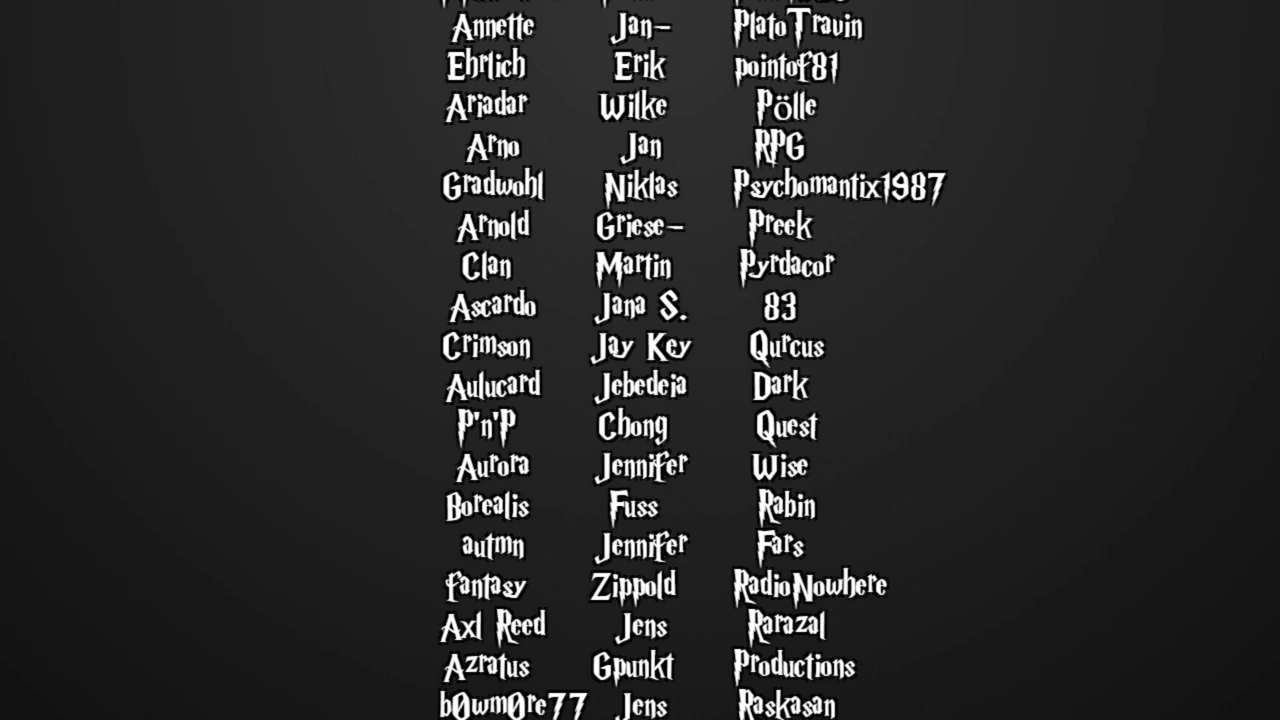 Annette Jan- PlatoTravin
Ehrlich Erik pointof81
Arjadar Wilke Pölle
Arno Jan RPG
Gradwohl Niklas Psychomantix1987
Arnold Griese- Preek
Clan Martin Pyrdacor
Ascardo Jana S. 83
Crimson Jay Key Qurcus
Aulucard Jebedeia Dark
P'n'P Chong Quest
Aurora Jennifer Wise
Borealis Fuss Rabin
autmn Jennifer Fars
fantasy Zippold RadioNowhere
Axl Reed Jens Rarazal
Azratus Gpunkt Productions
b0wm0re77 Jens Raskasan